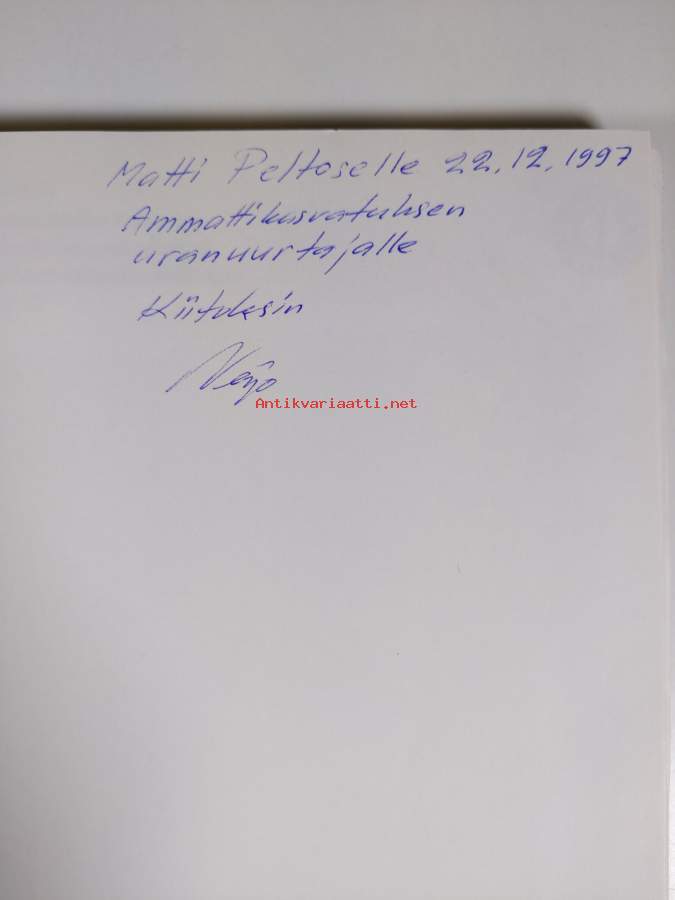 Matti Peltoselle 22.12.1997
Ammattikasvatuksen
uranuurtajalle
Kiitoksin
Antikvariaatti.net